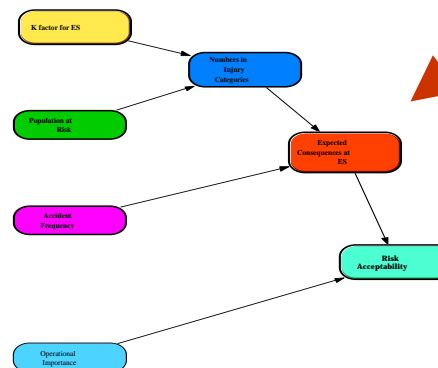 K factor for ES
Numbers in
Injury
Categories
Population at
Risk
Expected
Consequences at
ES
Accident
Frequency
Risk
Acceptability
Operational
Importance